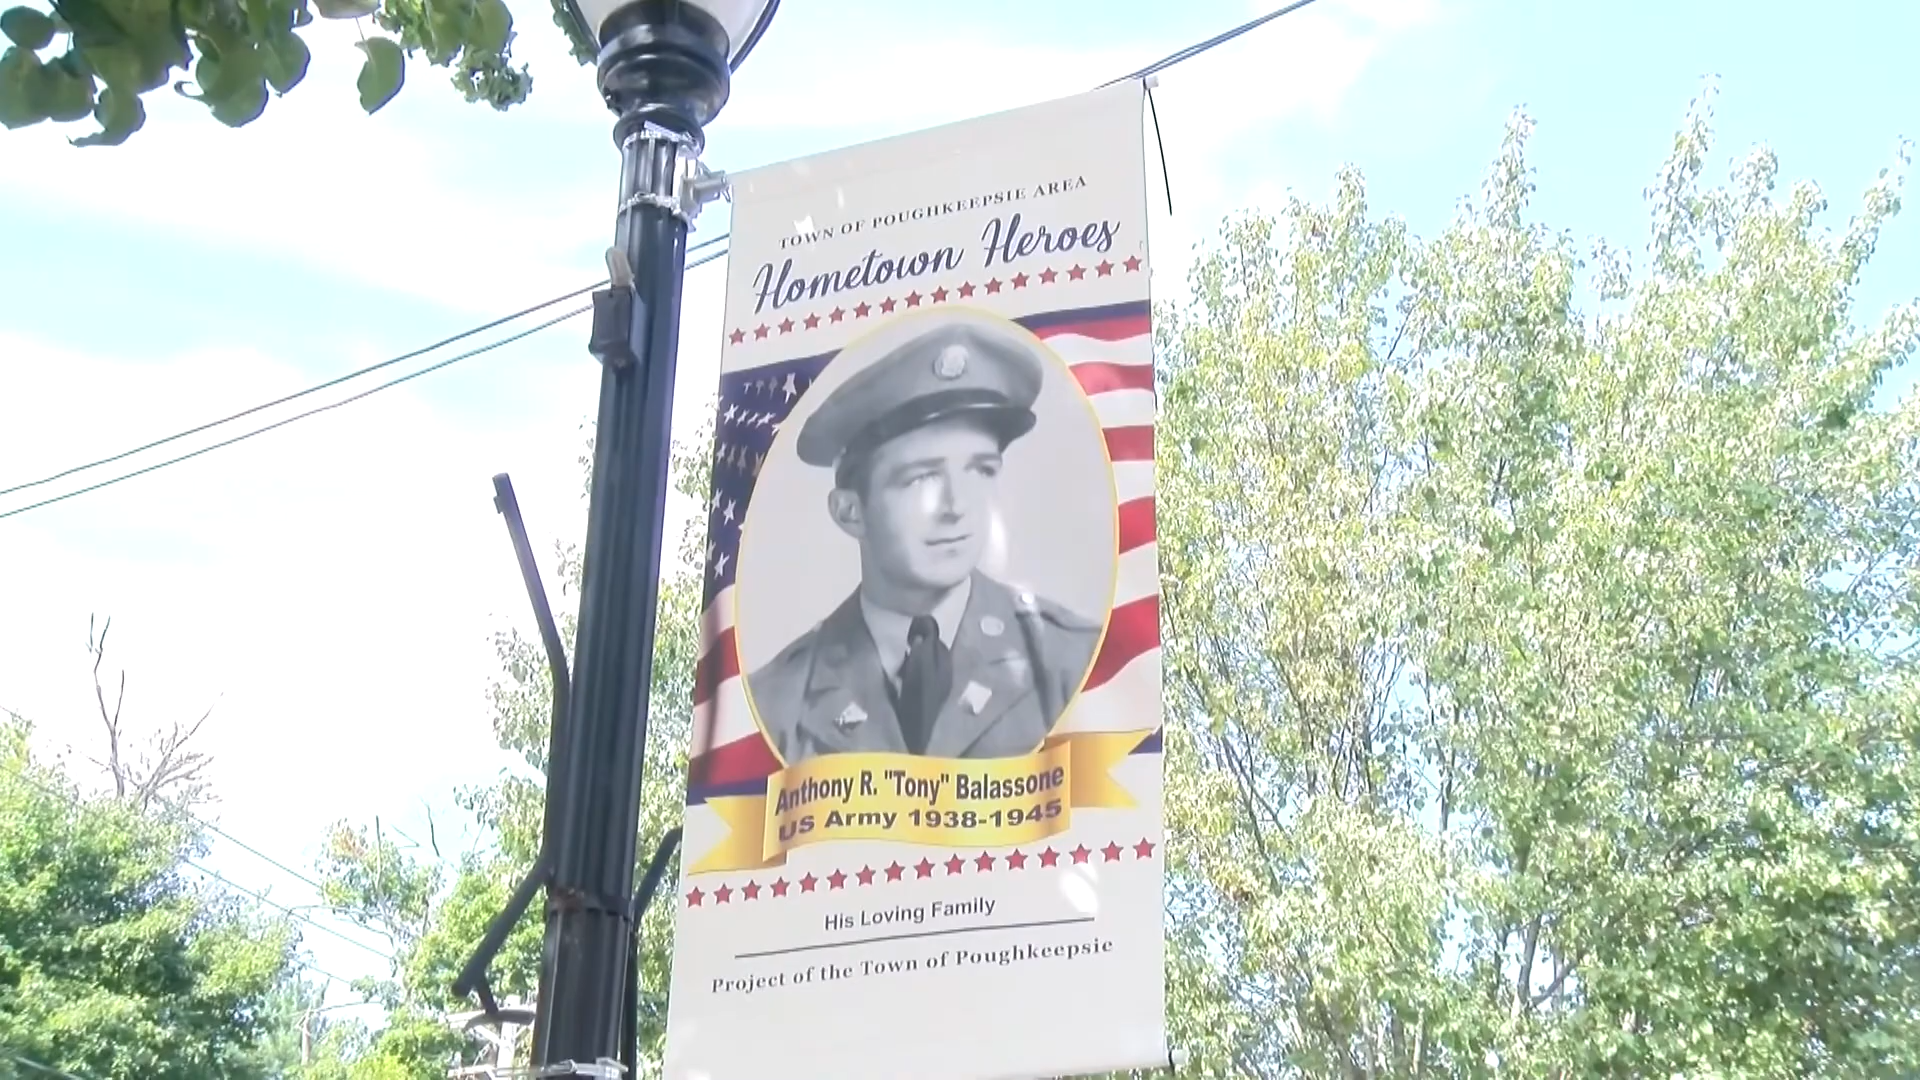 TOWN OF POUGHKEEPSIE AREA
Hometown Heroes
Anthony R. "Tony" Balassone
US Army 1938-1945
His Loving Family
Project of the Town of Poughkeepsie